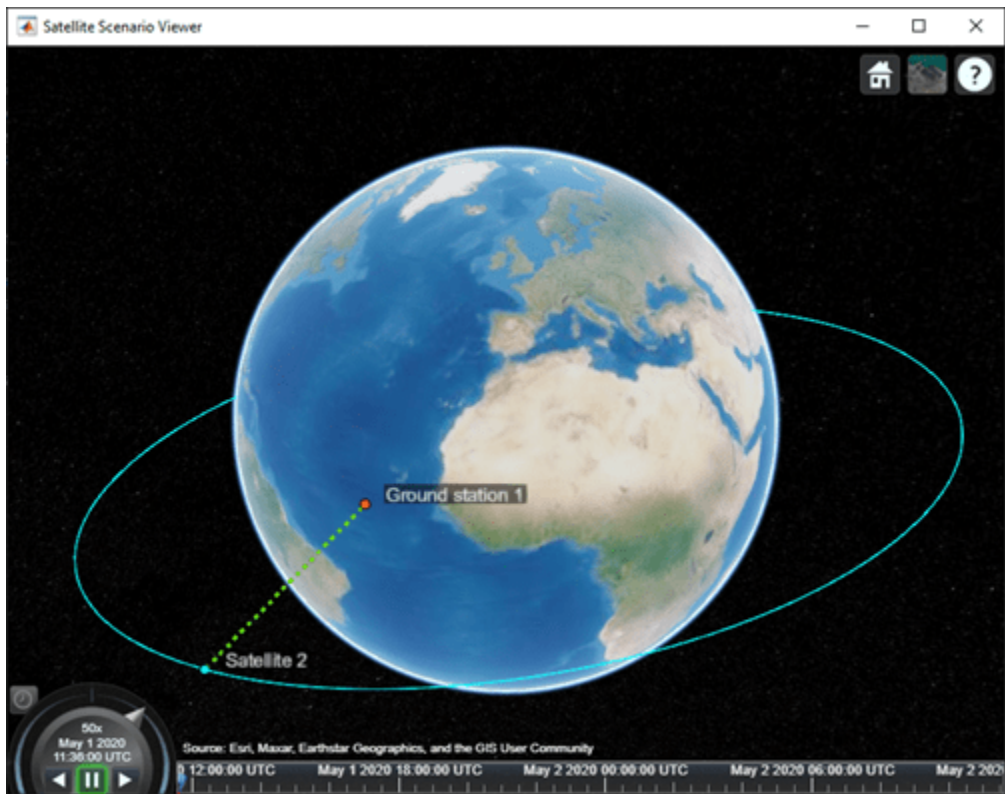 Satellite Scenario Viewer
?
Ground station 1
Satellite 2
50x
May 1 2020
11:36:00 UTC
Source: Esri, Maxar, Earthstar Geographics, and the GIS User Community
0 12:00:00 UTC May 1 2020 18:00:00 UTC May 2 2020 00:00:00 UTC May 2 2020 06:00:00 UTC May 2 202